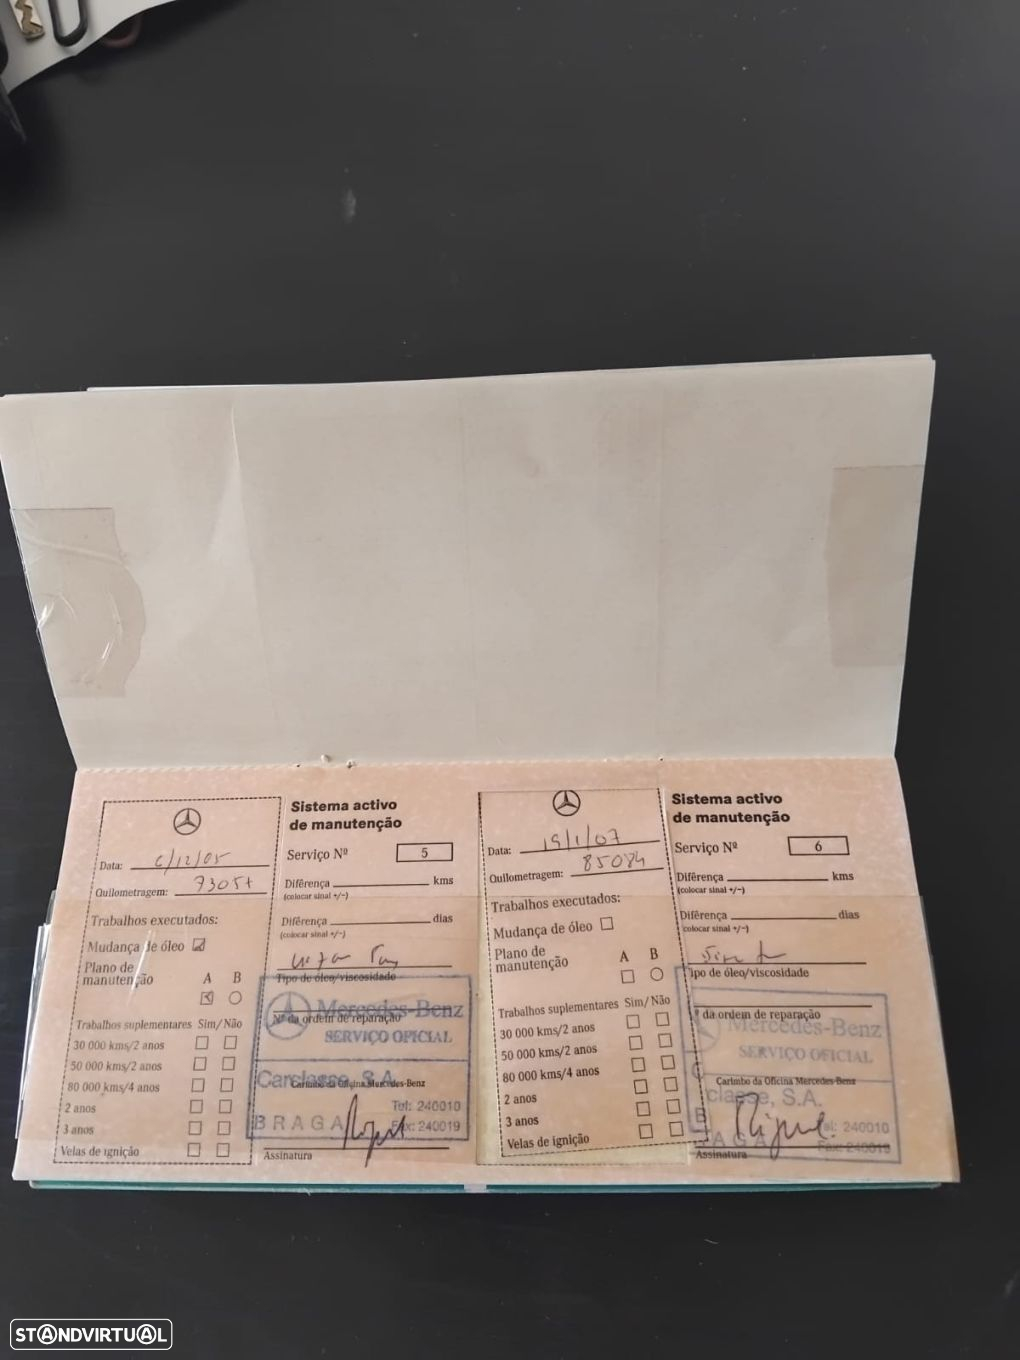 Sistema activo
de manutenção
Data: 6/12/05
Serviço Nº 5
Quilometragem:
Diferença kms
(colocar sinal +/−)
Trabalhos executados:
Diferença dias
(colocar sinal +/−)
Mudança de óleo
Plano de
manutenção
A B
Tipo de óleo/viscosidade
Mercedes-Benz
Nº da ordem de reparação
SERVIÇO OFICIAL
Trabalhos suplementares Sim/Não
30 000 kms/2 anos
50 000 kms/2 anos
Carclasse, S.A.
Carimbo da Oficina Mercedes-Benz
80 000 kms/4 anos
Tel: 240010
2 anos
BRAGA
Fax: 240019
3 anos
Velas de ignição
Assinatura
Sistema activo
de manutenção
Data: 19/1/07
Serviço Nº 6
Quilometragem: 85084
Diferença kms
(colocar sinal +/−)
Trabalhos executados:
Diferença dias
(colocar sinal +/−)
Mudança de óleo
Plano de
manutenção
A B
Tipo de óleo/viscosidade
Trabalhos suplementares Sim/Não
º da ordem de reparação
Mercedes-Benz
30 000 kms/2 anos
SERVIÇO OFICIAL
50 000 kms/2 anos
80 000 kms/4 anos
Carimbo da Oficina Mercedes-Benz
classe, S.A.
2 anos
Tel: 240010
3 anos
AGA
Fax: 240019
Velas de ignição
Assinatura
STANDVIRTUAL